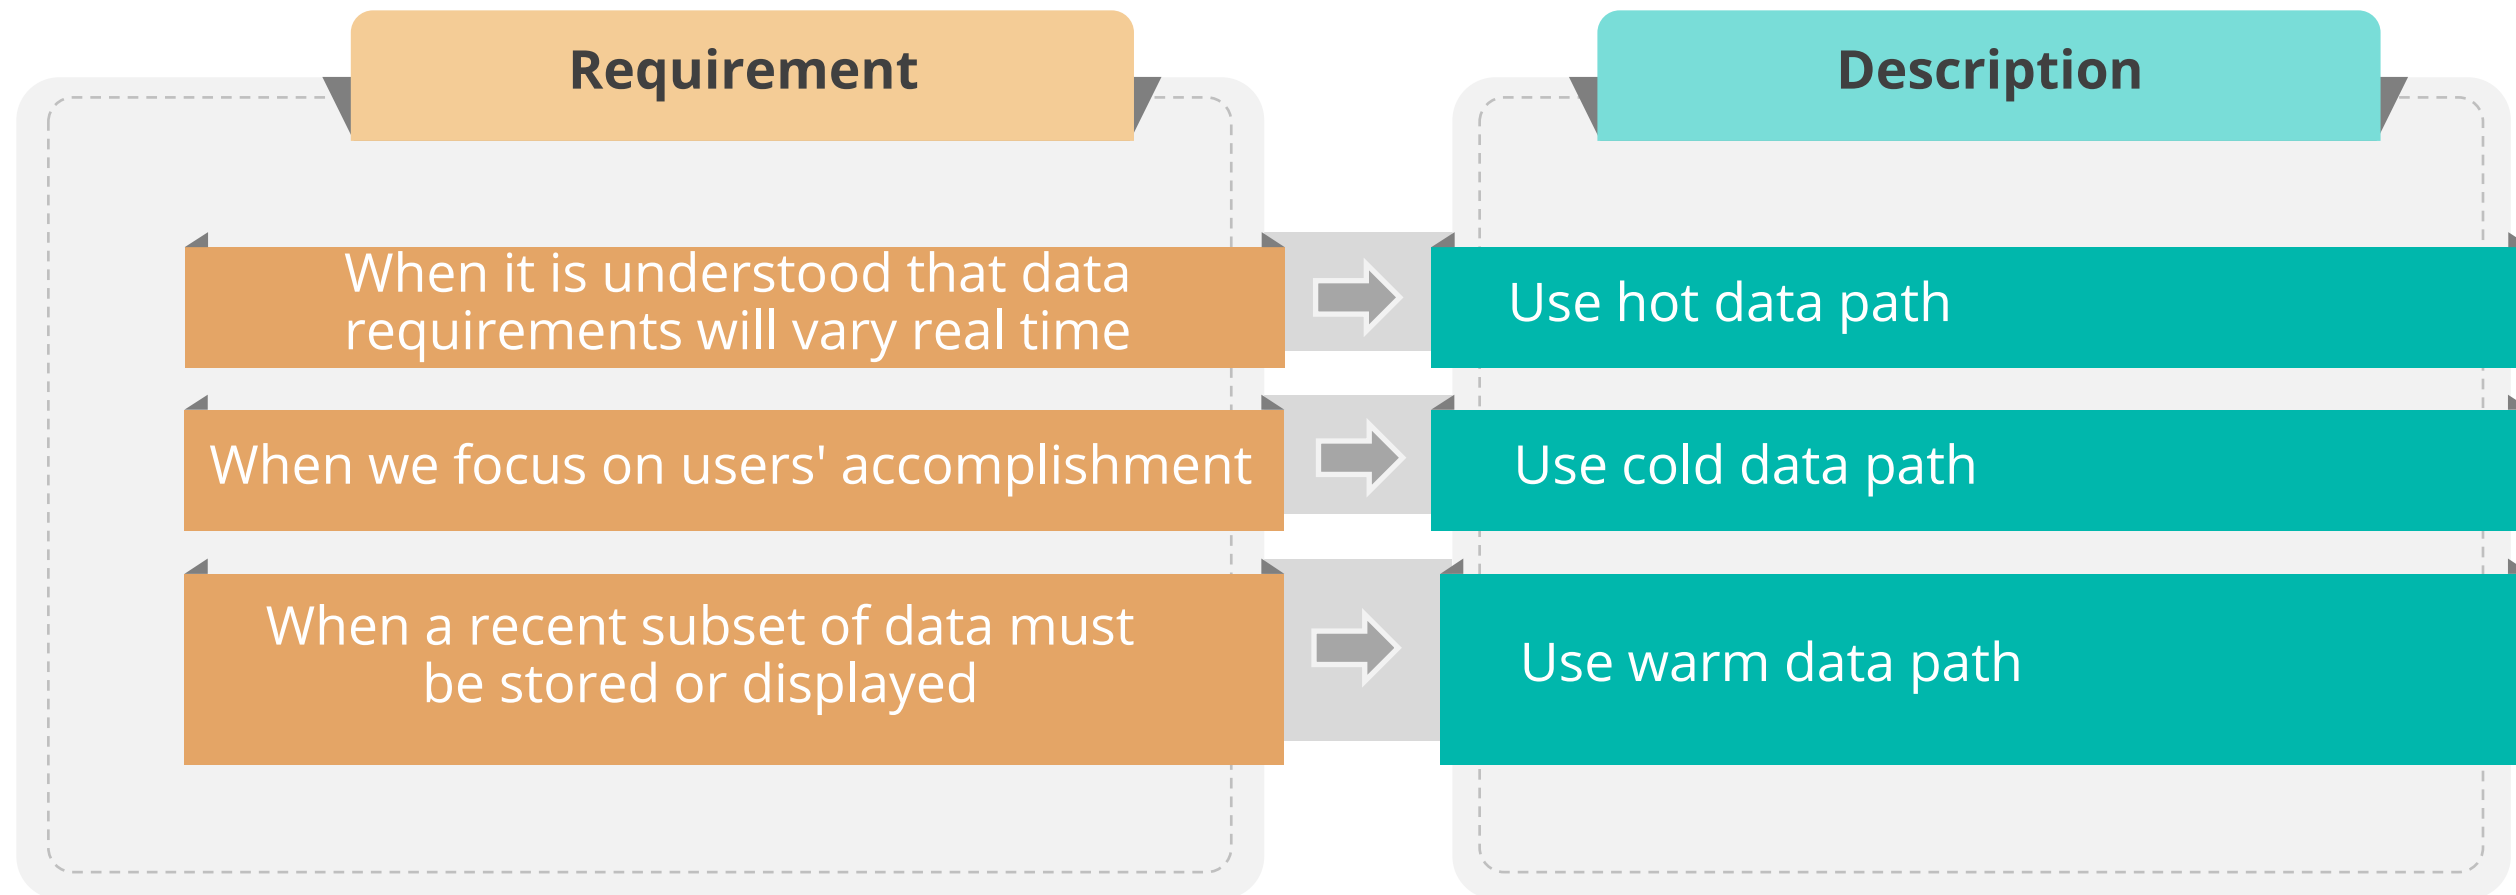 Requirement
Description
When it is understood that data
requirements will vary real time
Use hot data path
When we focus on users' accomplishment
Use cold data path
When a recent subset of data must
be stored or displayed
Use warm data path